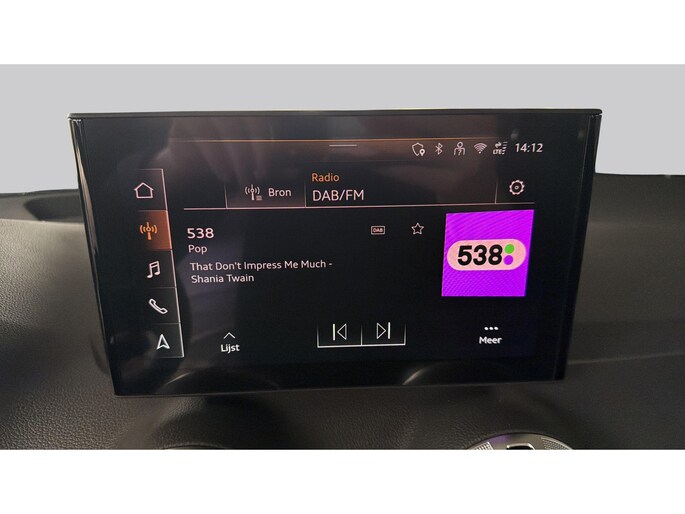 LTE 14:12
Radio
Bron DAB/FM
538 DAB
Pop
That Don't Impress Me Much -
Shania Twain
538
Lijst
Meer